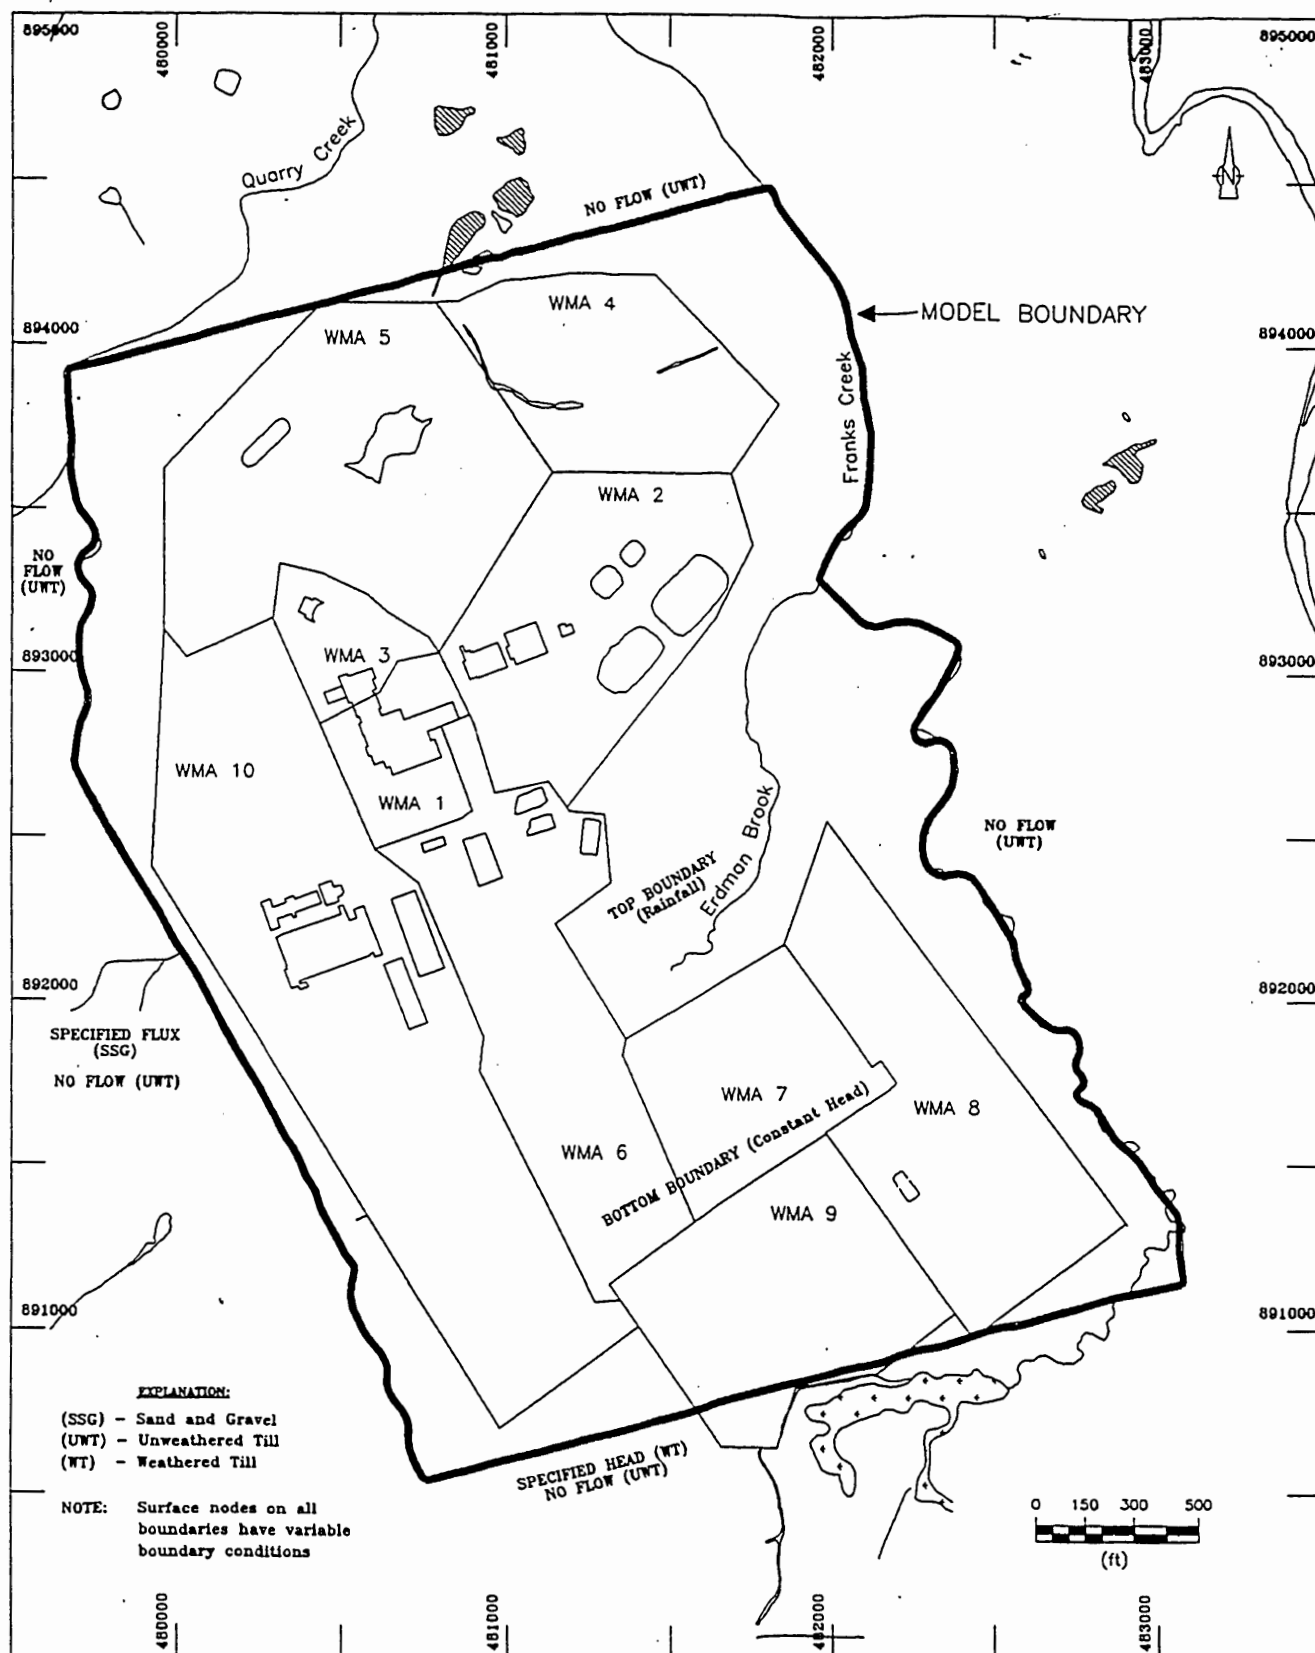 895000
480000
481000
482000
483000
895000
Quarry Creek
N
NO FLOW (UWT)
WMA 4
MODEL BOUNDARY
894000
WMA 5
894000
Franks Creek
WMA 2
NO
FLOW
(UWT)
893000
WMA 3
893000
WMA 10
WMA 1
Erdman Brook
NO FLOW
(UWT)
TOP BOUNDARY
(Rainfall)
892000
892000
SPECIFIED FLUX
(SSG)
NO FLOW (UWT)
WMA 7
WMA 8
BOTTOM BOUNDARY (Constant Head)
WMA 6
WMA 9
891000
891000
EXPLANATION:
(SSG) – Sand and Gravel
(UWT) – Unweathered Till
(WT) – Weathered Till
SPECIFIED HEAD (WT)
NO FLOW (UWT)
NOTE: Surface nodes on all
boundaries have variable
boundary conditions
0 150 300 500
(ft)
480000
481000
482000
483000